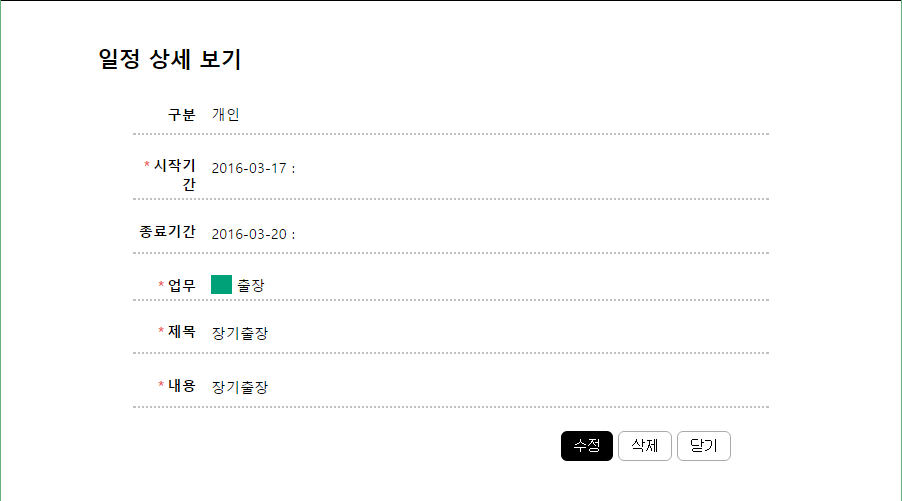 일정 상세 보기
구분 개인
* 시작기간 2016-03-17 :
종료기간 2016-03-20 :
* 업무 출장
* 제목 장기출장
* 내용 장기출장
수정 삭제 닫기